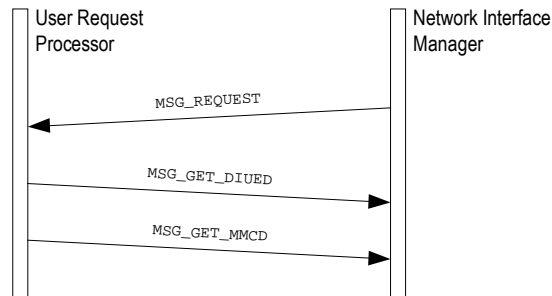 User Request
Processor
Network Interface
Manager
MSG_REQUEST
MSG_GET_DIUED
MSG_GET_MMCD